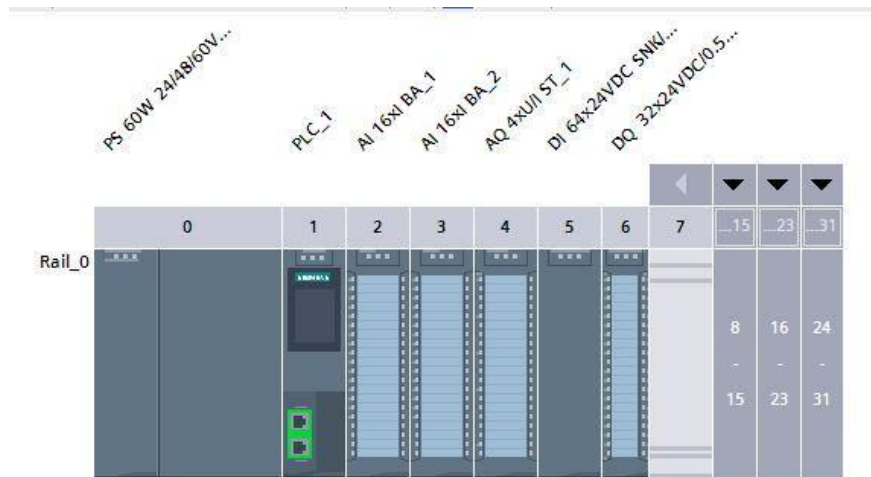 PS 60W 24/48/60V...
PLC_1
AI 16xI BA_1
AI 16xI BA_2
AQ 4xU/I ST_1
DI 64x24VDC SNK/...
DQ 32x24VDC/0.5...
0 1 2 3 4 5 6 7 ...15 ...23 ...31
Rail_0
SIEMENS
8 16 24
- - -
15 23 31